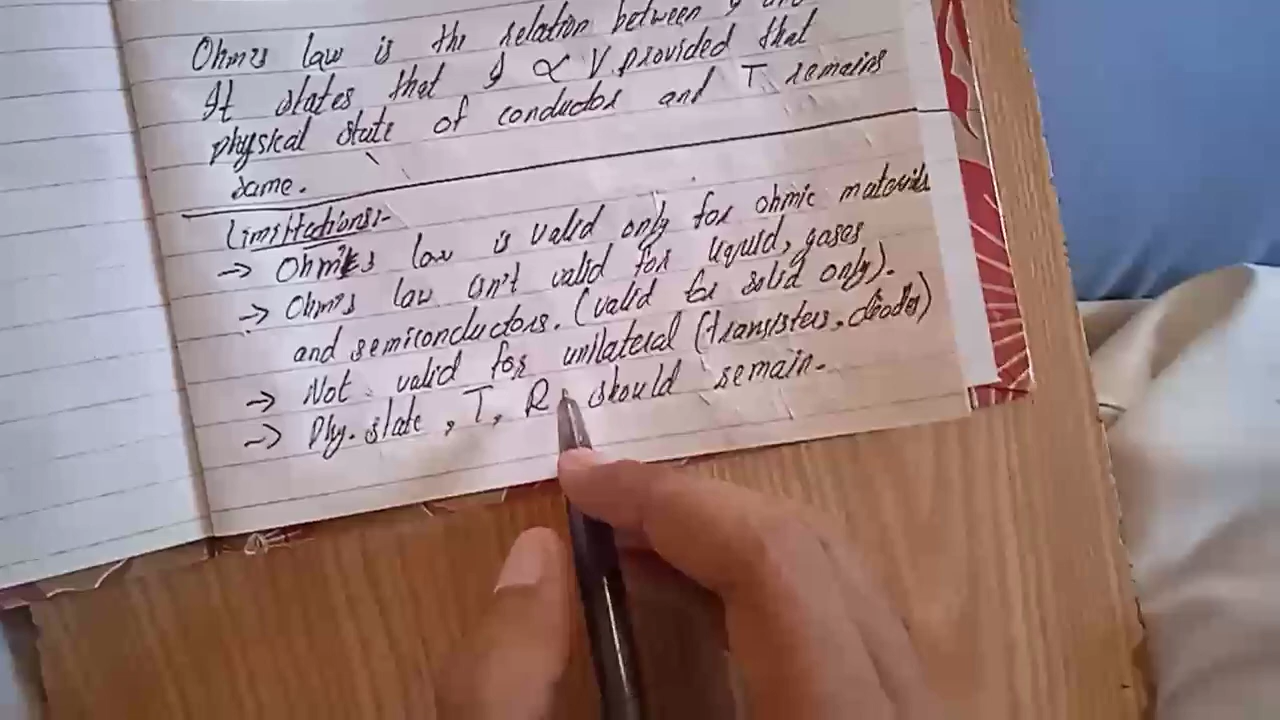 Ohm's law is the relation between I and
It states that I ∝ V provided that
physical state of conductor and T remains
same.
Limitations:-
→ Ohm's law is valid only for ohmic materials
→ Ohm's law isn't valid for liquid, gases
and semiconductors. (valid for solid only).
→ Not valid for unilateral (transisters, diodes)
→ Phy. state, T, R should remain.